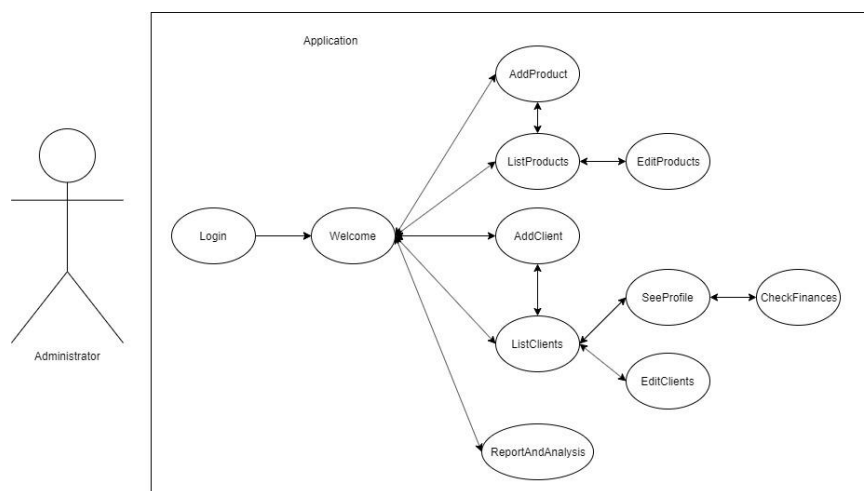 Application
AddProduct
ListProducts
EditProducts
Login
Welcome
AddClient
SeeProfile
CheckFinances
ListClients
Administrator
EditClients
ReportAndAnalysis